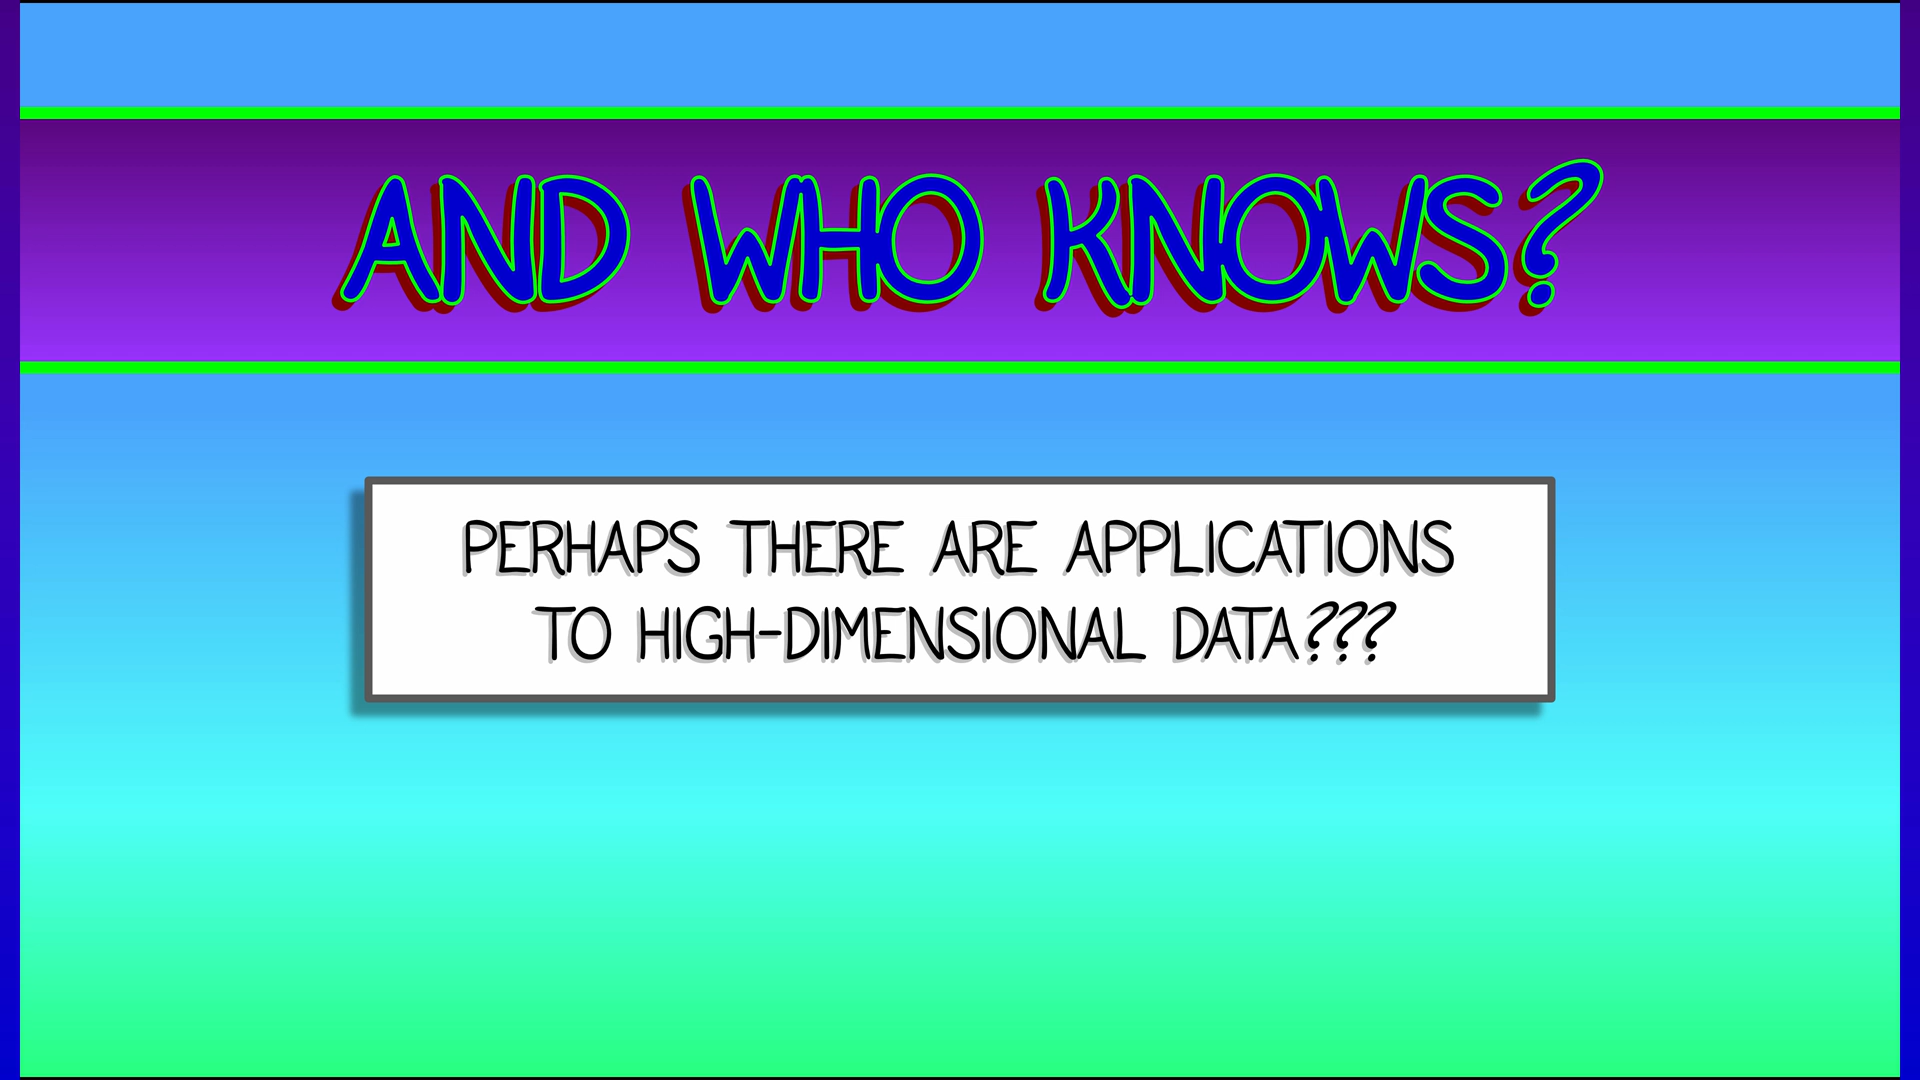 AND WHO KNOWS?
PERHAPS THERE ARE APPLICATIONS
TO HIGH-DIMENSIONAL DATA???